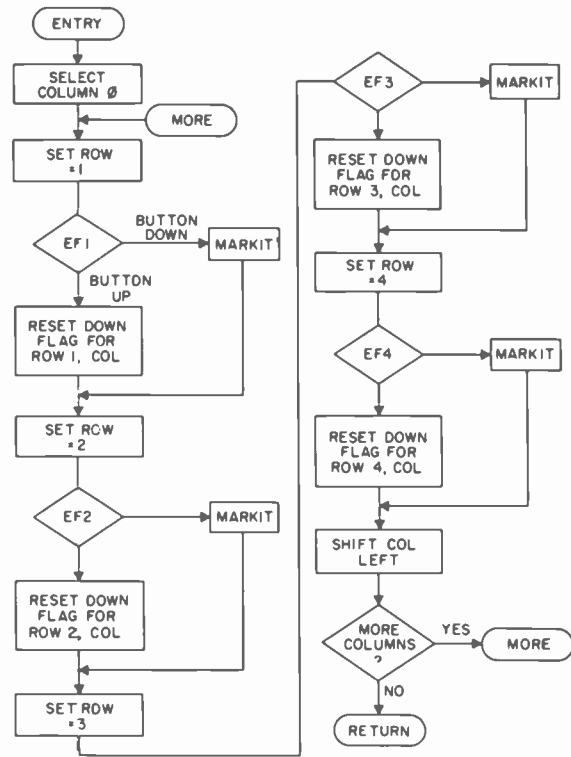 ENTRY
SELECT
COLUMN Ø
MORE
SET ROW
=1
EF1
BUTTON
DOWN
MARKIT
BUTTON
UP
RESET DOWN
FLAG FOR
ROW 1, COL
SET ROW
=2
EF2
MARKIT
RESET DOWN
FLAG FOR
ROW 2, COL
SET ROW
=3
EF3
MARKIT
RESET DOWN
FLAG FOR
ROW 3, COL
SET ROW
=4
EF4
MARKIT
RESET DOWN
FLAG FOR
ROW 4, COL
SHIFT COL
LEFT
MORE
COLUMNS
?
YES
MORE
NO
RETURN